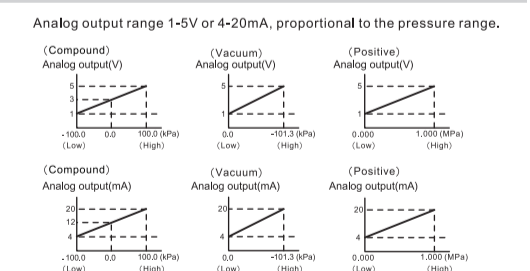 Analog output range 1-5V or 4-20mA, proportional to the pressure range.
(Compound)
Analog output(V)
5
3
1
-100.0 0.0 100.0 (kPa)
(Low) (High)
(Vacuum)
Analog output(V)
5
1
0.0 -101.3 (kPa)
(Low) (High)
(Positive)
Analog output(V)
5
1
0.000 1.000 (MPa)
(Low) (High)
(Compound)
Analog output(mA)
20
12
4
-100.0 0.0 100.0 (kPa)
(Low) (High)
(Vacuum)
Analog output(mA)
20
4
0.0 -101.3 (kPa)
(Low) (High)
(Positive)
Analog output(mA)
20
4
0.000 1.000 (MPa)
(Low) (High)